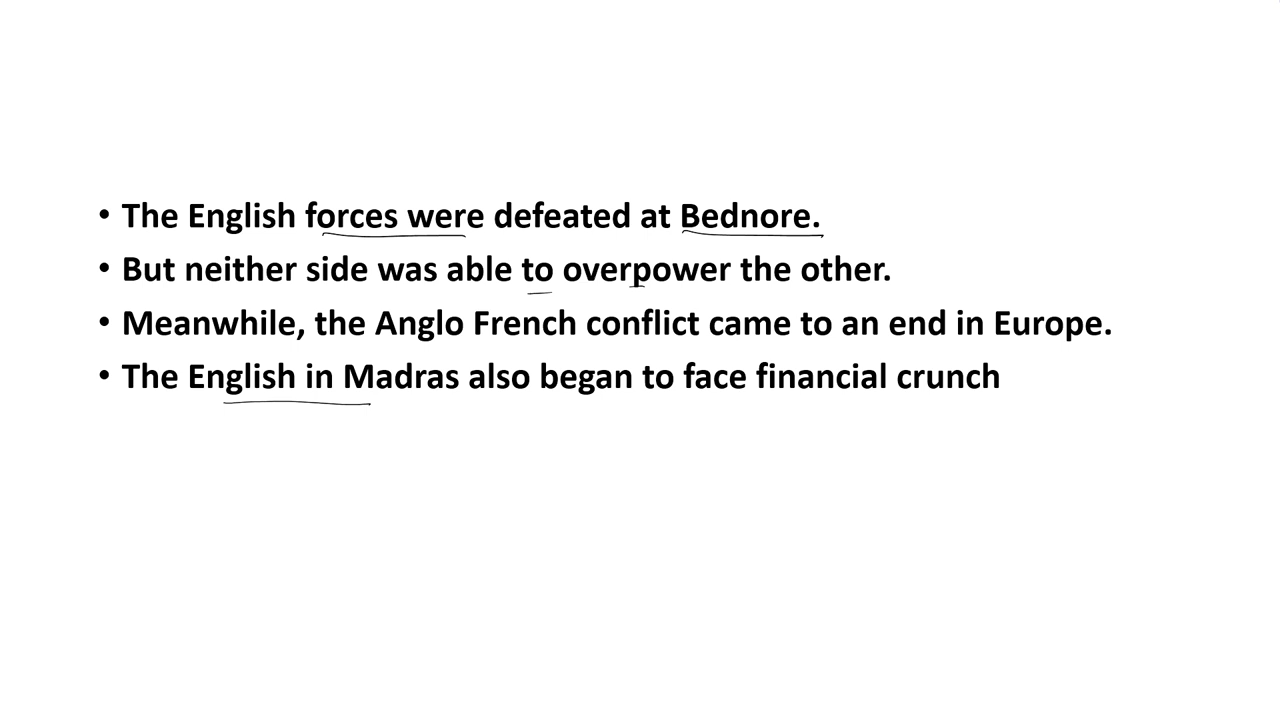 • The English forces were defeated at Bednore.
• But neither side was able to overpower the other.
• Meanwhile, the Anglo French conflict came to an end in Europe.
• The English in Madras also began to face financial crunch